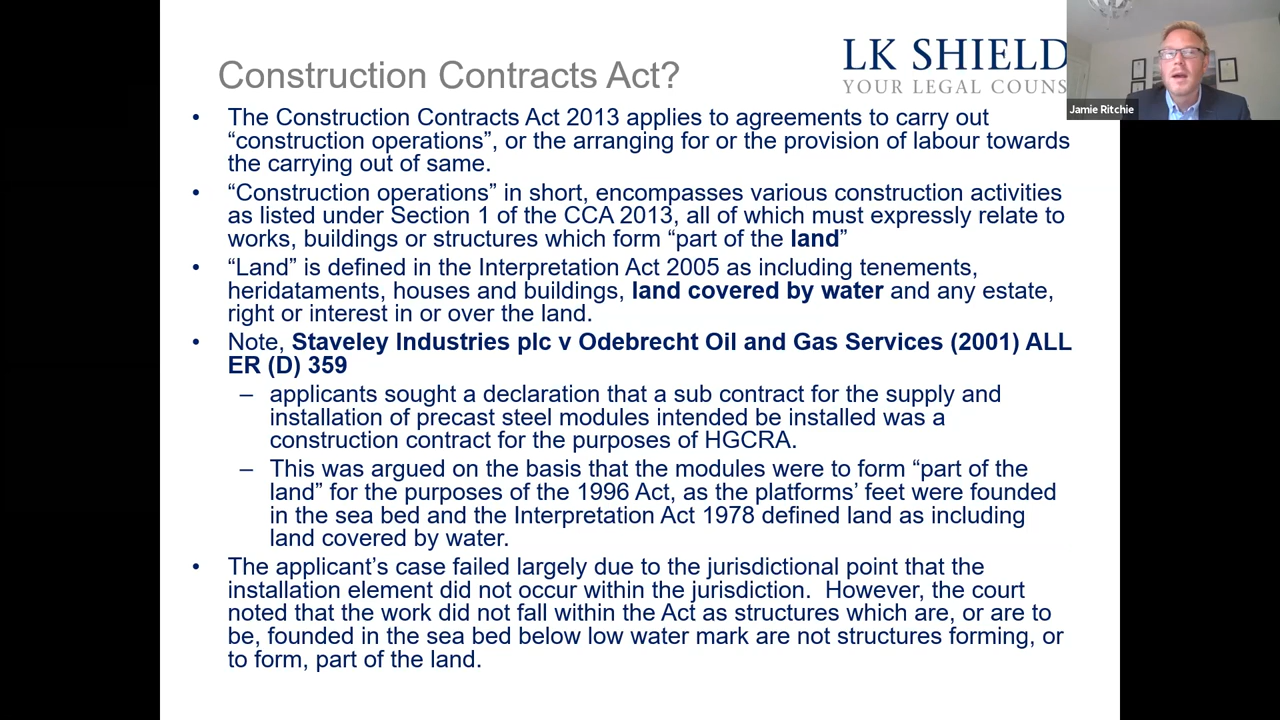 Construction Contracts Act?
LK SHIELD
YOUR LEGAL COUNS
Jamie Ritchie
• The Construction Contracts Act 2013 applies to agreements to carry out
“construction operations”, or the arranging for or the provision of labour towards
the carrying out of same.
• “Construction operations” in short, encompasses various construction activities
as listed under Section 1 of the CCA 2013, all of which must expressly relate to
works, buildings or structures which form “part of the land”
• “Land” is defined in the Interpretation Act 2005 as including tenements,
heridataments, houses and buildings, land covered by water and any estate,
right or interest in or over the land.
• Note, Staveley Industries plc v Odebrecht Oil and Gas Services (2001) ALL
ER (D) 359
– applicants sought a declaration that a sub contract for the supply and
installation of precast steel modules intended be installed was a
construction contract for the purposes of HGCRA.
– This was argued on the basis that the modules were to form “part of the
land” for the purposes of the 1996 Act, as the platforms’ feet were founded
in the sea bed and the Interpretation Act 1978 defined land as including
land covered by water.
• The applicant’s case failed largely due to the jurisdictional point that the
installation element did not occur within the jurisdiction.  However, the court
noted that the work did not fall within the Act as structures which are, or are to
be, founded in the sea bed below low water mark are not structures forming, or
to form, part of the land.